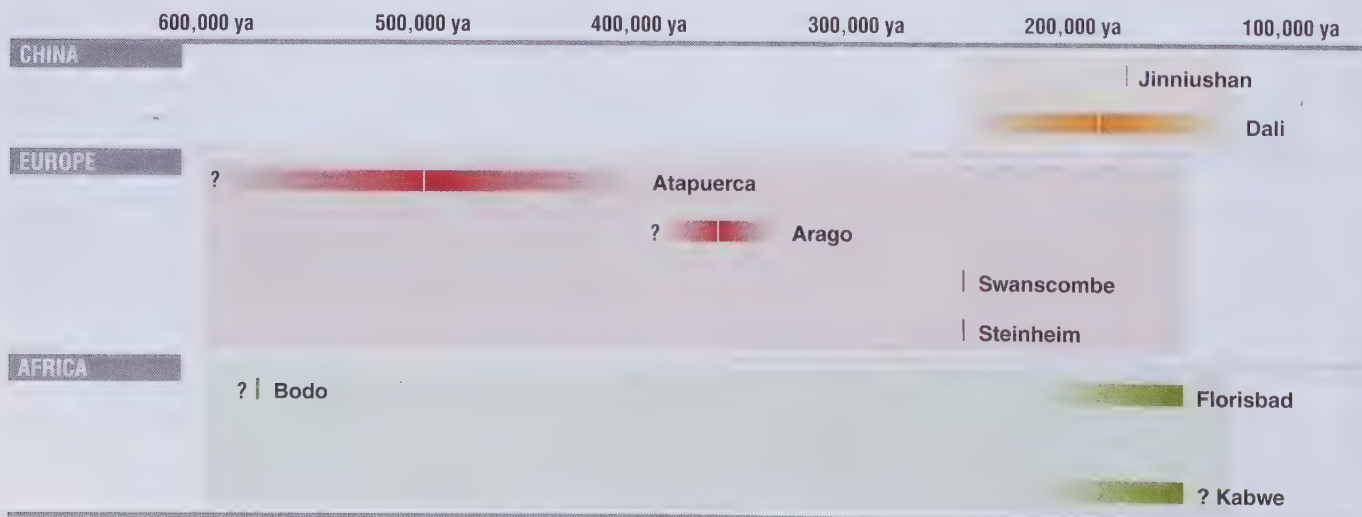 600,000 ya 500,000 ya 400,000 ya 300,000 ya 200,000 ya 100,000 ya
CHINA
Jinniushan
Dali
EUROPE
? Atapuerca
? Arago
Swanscombe
Steinheim
AFRICA
? Bodo
Florisbad
? Kabwe